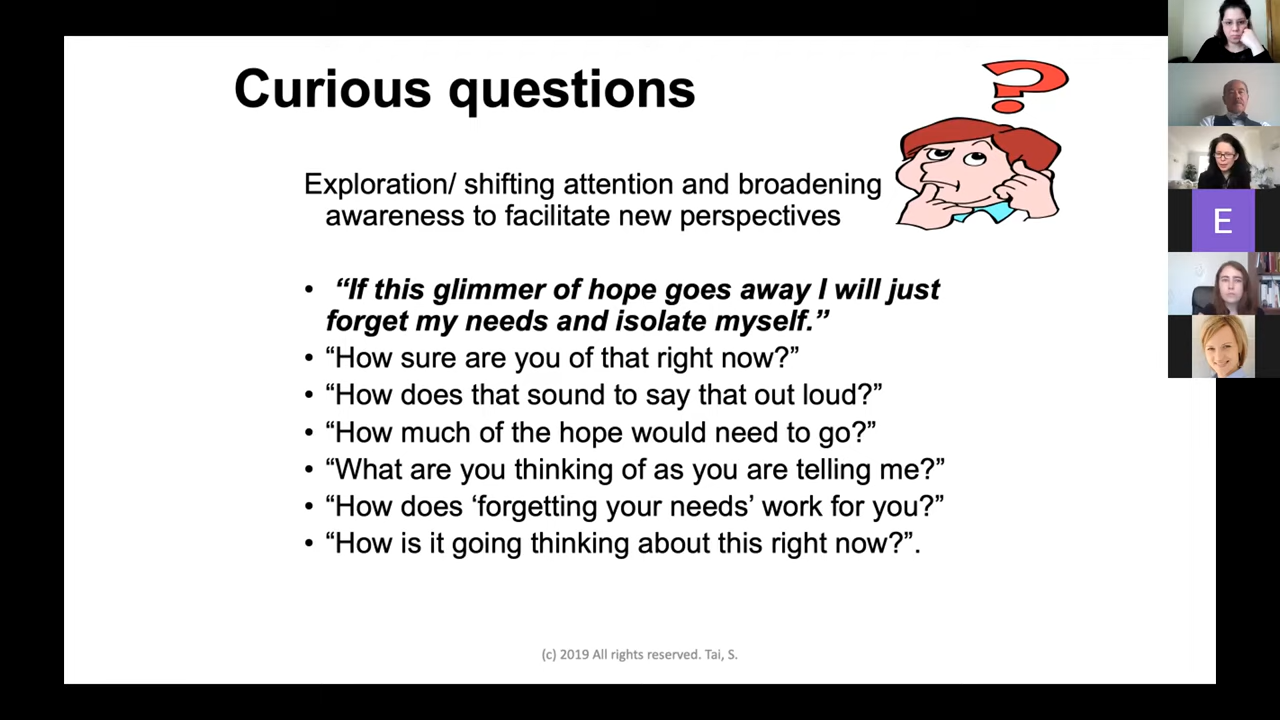 Curious questions
Exploration/ shifting attention and broadening
awareness to facilitate new perspectives
• “If this glimmer of hope goes away I will just
forget my needs and isolate myself.”
• “How sure are you of that right now?”
• “How does that sound to say that out loud?”
• “How much of the hope would need to go?”
• “What are you thinking of as you are telling me?”
• “How does ‘forgetting your needs’ work for you?”
• “How is it going thinking about this right now?”.
(c) 2019 All rights reserved. Tai, S.
?
E